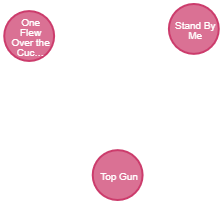 One
Flew
Over the
Cuc...
Stand By
Me
Top Gun